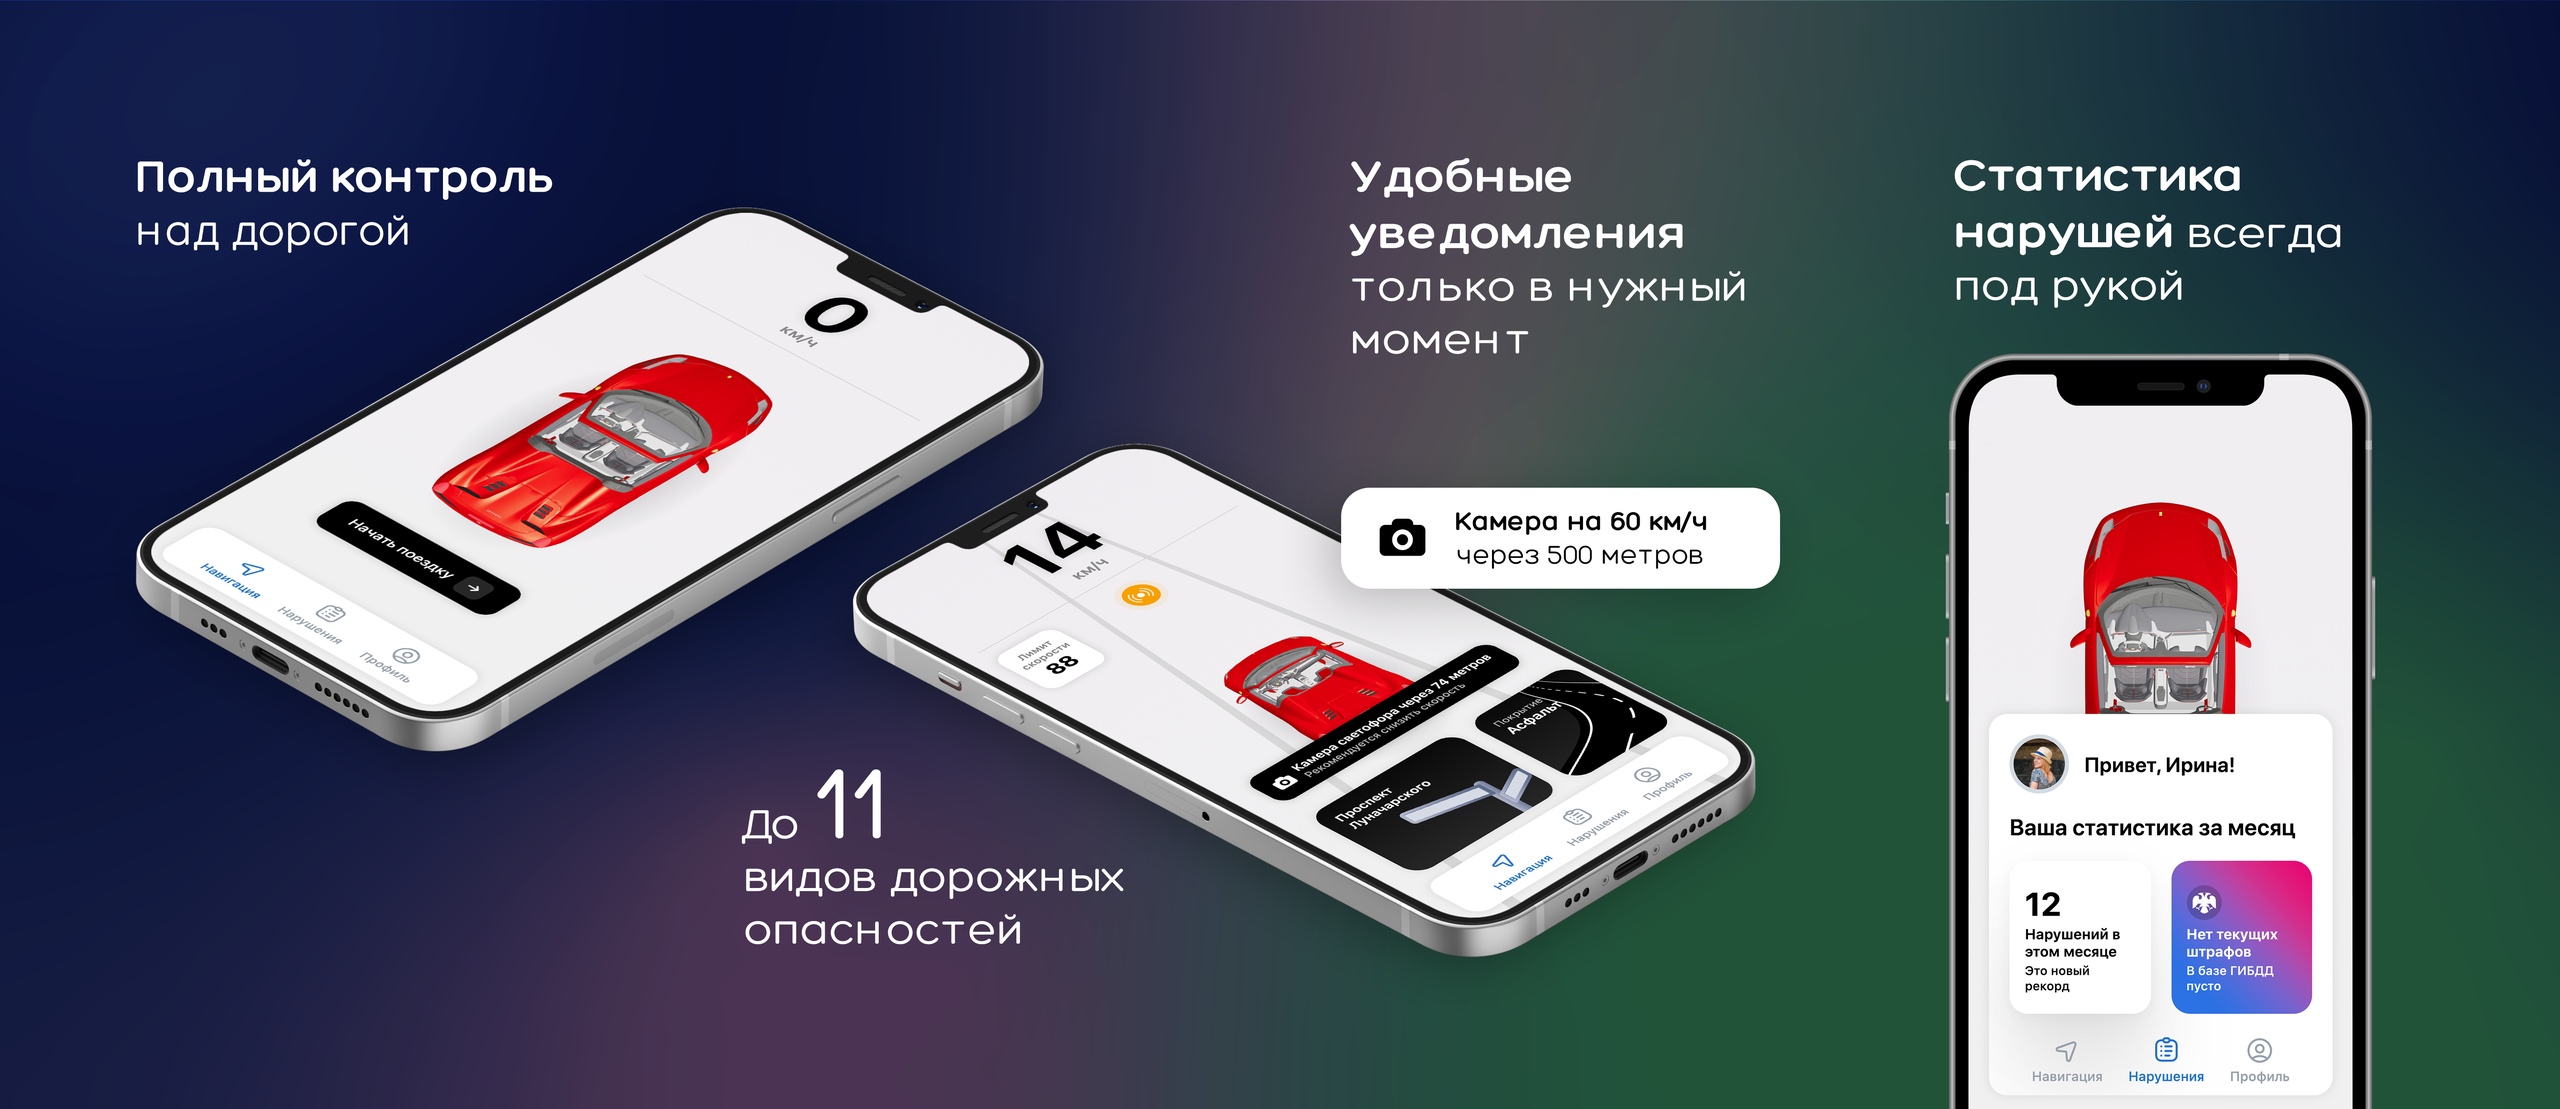 Полный контроль
над дорогой
0
км/ч
Начать поездку
Навигация
Нарушения
Профиль
До 11
видов дорожных
опасностей
14
км/ч
Лимит
скорости
88
Камера светофора через 74 метров
Рекомендуется снизить скорость
Покрытие
Асфальт
Проспект
Луначарского
Навигация
Нарушения
Профиль
Удобные
уведомления
только в нужный
момент
Камера на 60 км/ч
через 500 метров
Статистика
нарушей всегда
под рукой
Привет, Ирина!
Ваша статистика за месяц
12
Нарушений в
этом месяце
Это новый
рекорд
Нет текущих
штрафов
В базе ГИБДД
пусто
Навигация
Нарушения
Профиль